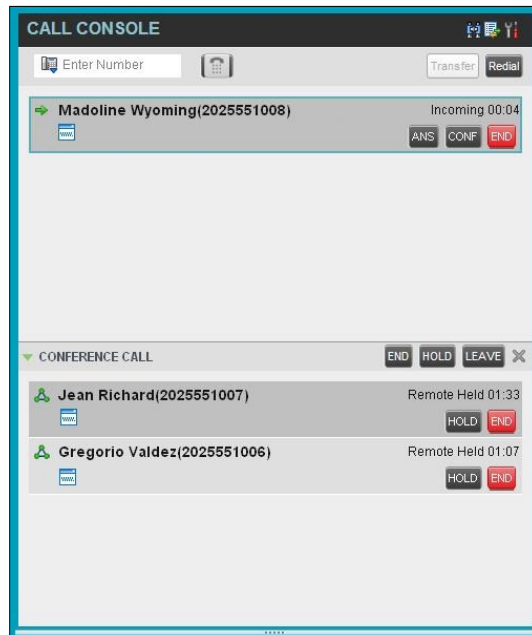 CALL CONSOLE
Enter Number
Transfer Redial
Madoline Wyoming(2025551008) Incoming 00:04
ANS CONF END
CONFERENCE CALL END HOLD LEAVE
Jean Richard(2025551007) Remote Held 01:33
HOLD END
Gregorio Valdez(2025551006) Remote Held 01:07
HOLD END